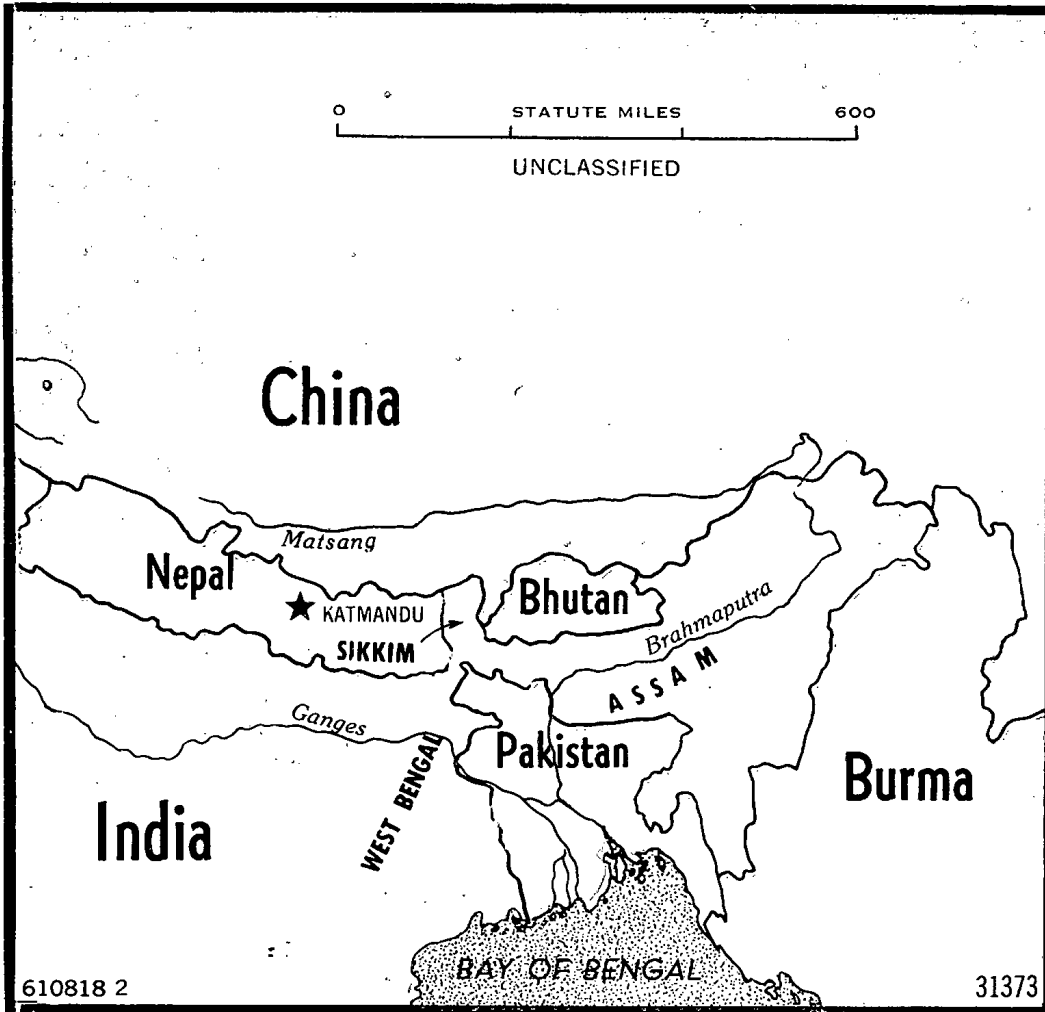 0 STATUTE MILES 600
UNCLASSIFIED
China
Matsang
Nepal
Bhutan
KATMANDU
SIKKIM
Brahmaputra
ASSAM
Ganges
Pakistan
WEST BENGAL
Burma
India
BAY OF BENGAL
610818 2
31373